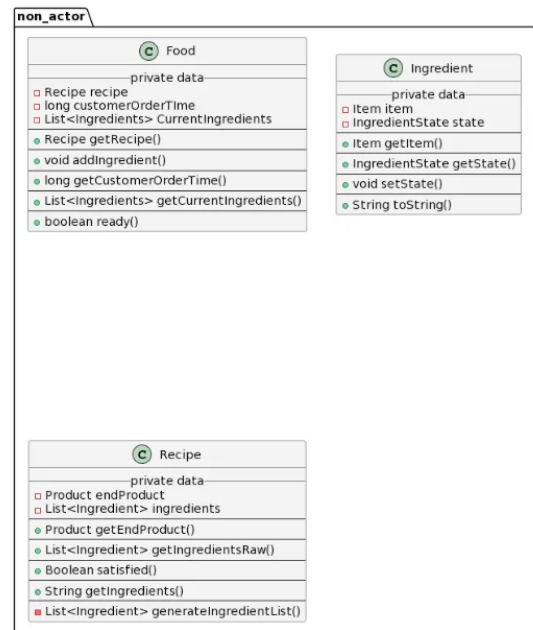 non_actor
C Food
private data
Recipe recipe
long customerOrderTIme
List<Ingredients> CurrentIngredients
Recipe getRecipe()
void addIngredient()
long getCustomerOrderTime()
List<Ingredients> getCurrentIngredients()
boolean ready()
C Ingredient
private data
Item item
IngredientState state
Item getItem()
IngredientState getState()
void setState()
String toString()
C Recipe
private data
Product endProduct
List<Ingredient> ingredients
Product getEndProduct()
List<Ingredient> getIngredientsRaw()
Boolean satisfied()
String getIngredients()
List<Ingredient> generateIngredientList()